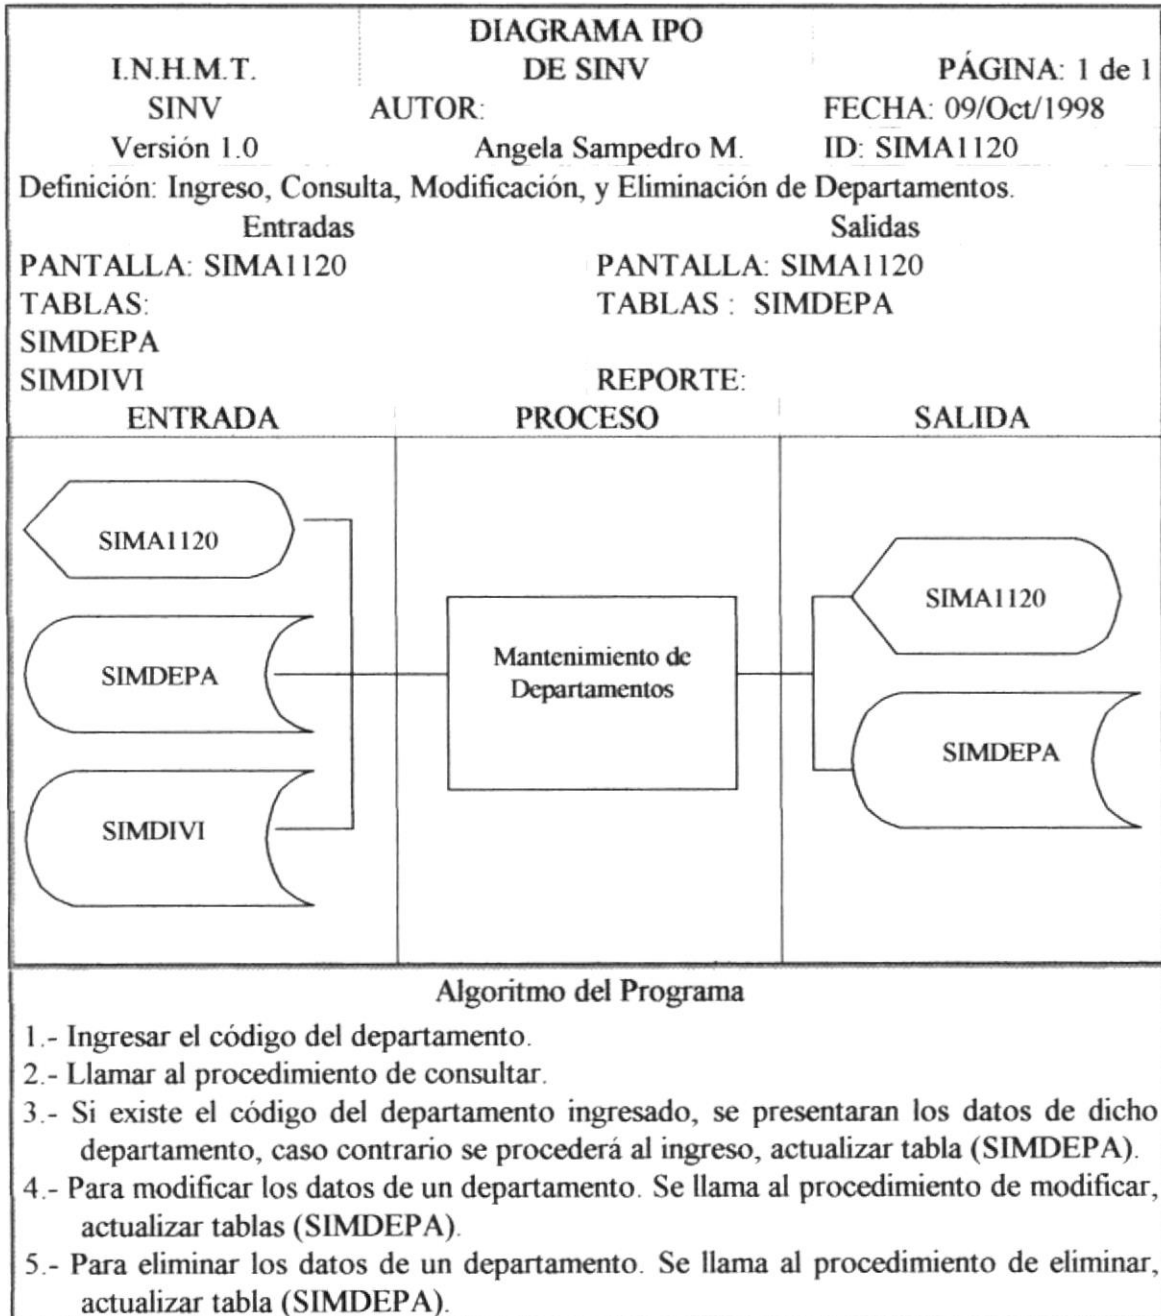 DIAGRAMA IPO
I.N.H.M.T. DE SINV PÁGINA: 1 de 1
SINV AUTOR: FECHA: 09/Oct/1998
Versión 1.0 Angela Sampedro M. ID: SIMA1120
Definición: Ingreso, Consulta, Modificación, y Eliminación de Departamentos.
Entradas Salidas
PANTALLA: SIMA1120 PANTALLA: SIMA1120
TABLAS: TABLAS : SIMDEPA
SIMDEPA
SIMDIVI REPORTE:
ENTRADA PROCESO SALIDA
SIMA1120
SIMDEPA
SIMDIVI
Mantenimiento de
Departamentos
SIMA1120
SIMDEPA
Algoritmo del Programa
1.- Ingresar el código del departamento.
2.- Llamar al procedimiento de consultar.
3.- Si existe el código del departamento ingresado, se presentaran los datos de dicho
departamento, caso contrario se procederá al ingreso, actualizar tabla (SIMDEPA).
4.- Para modificar los datos de un departamento. Se llama al procedimiento de modificar,
actualizar tablas (SIMDEPA).
5.- Para eliminar los datos de un departamento. Se llama al procedimiento de eliminar,
actualizar tabla (SIMDEPA).